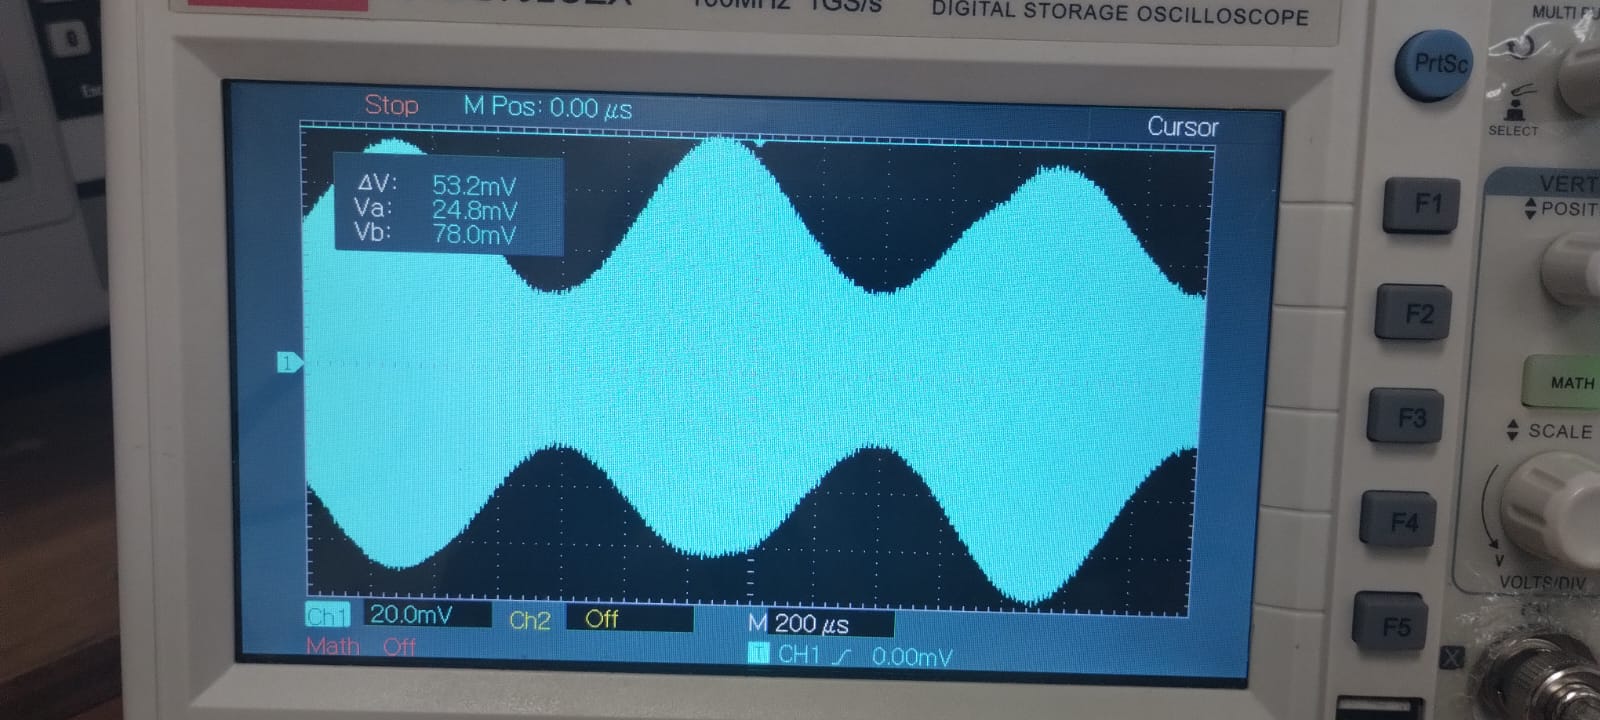 100MHz 1GS/s
DIGITAL STORAGE OSCILLOSCOPE
MULTI
PrtSc
SELECT
Stop M Pos: 0.00 μs
Cursor
ΔV: 53.2mV
Va: 24.8mV
Vb: 78.0mV
1
Ch1 20.0mV Ch2 Off M 200 μs
Math Off T CH1 0.00mV
F1
F2
F3
F4
F5
VERT
POSIT
MATH
SCALE
V
VOLTS/DIV
X